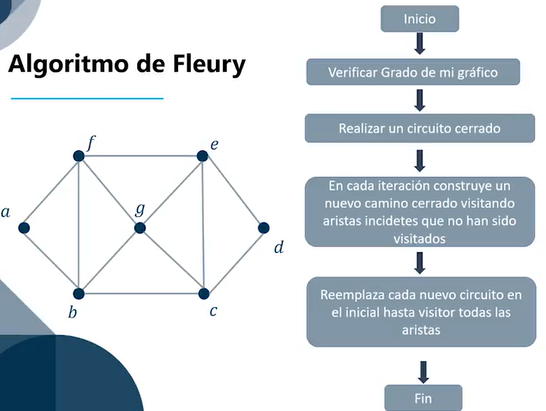 Algoritmo de Fleury
f
e
a
g
d
b
c
Inicio
Verificar Grado de mi gráfico
Realizar un circuito cerrado
En cada iteración construye un
nuevo camino cerrado visitando
aristas incidetes que no han sido
visitados
Reemplaza cada nuevo circuito en
el inicial hasta visitor todas las
aristas
Fin